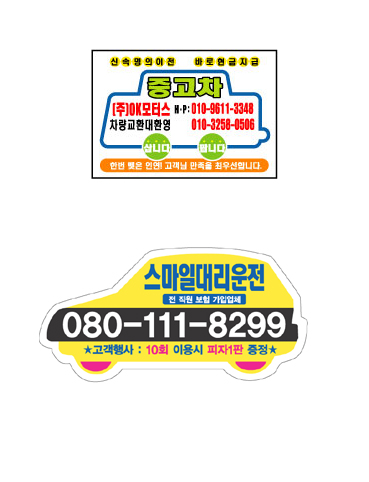 신속명의이전 바로현금지급
중고차
(주)OK모터스 H·P: 010-9611-3348
차량교환대환영 010-3258-0506
삽니다 팝니다
한번 맺은 인연! 고객님 만족을 최우선합니다.
스마일대리운전
전 직원 보험 가입업체
080-111-8299
★고객행사 : 10회 이용시 피자1판 증정★